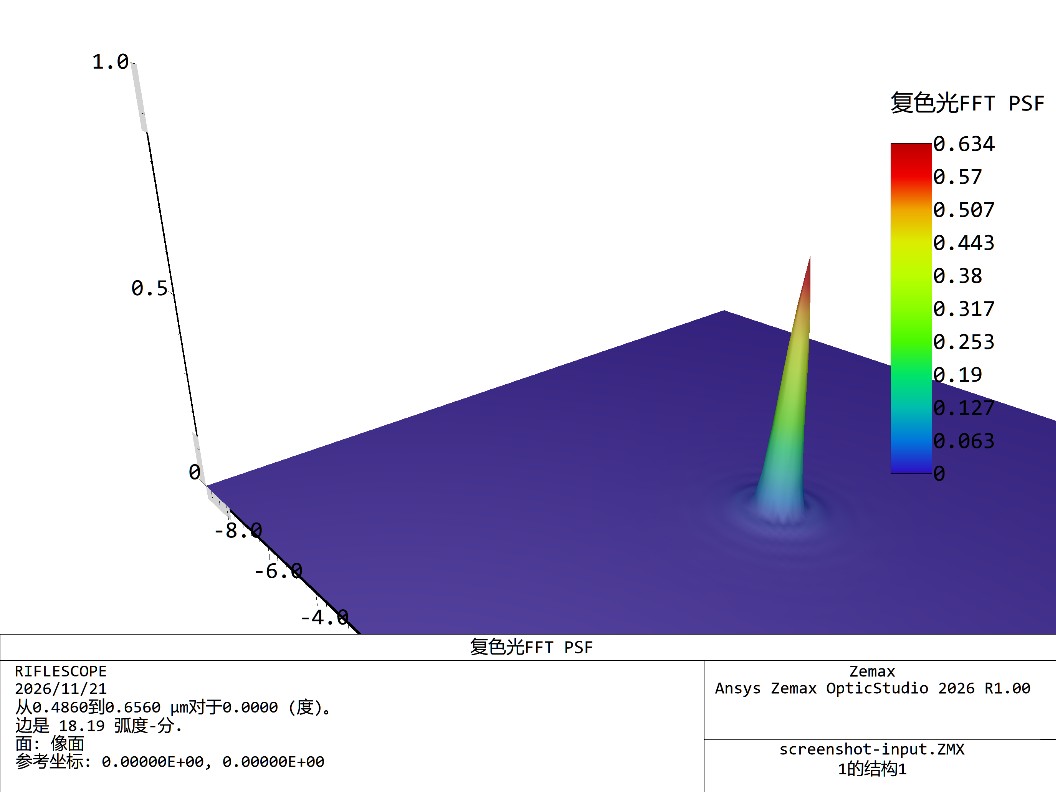 1.0
0.5
0
-8.0
-6.0
-4.0
复色光FFT PSF
0.634
0.57
0.507
0.443
0.38
0.317
0.253
0.19
0.127
0.063
0
复色光FFT PSF
RIFLESCOPE
2026/11/21
从0.4860到0.6560 µm对于0.0000 (度)。
边是 18.19 弧度-分.
面: 像面
参考坐标: 0.00000E+00, 0.00000E+00
Zemax
Ansys Zemax OpticStudio 2026 R1.00
screenshot-input.ZMX
1的结构1